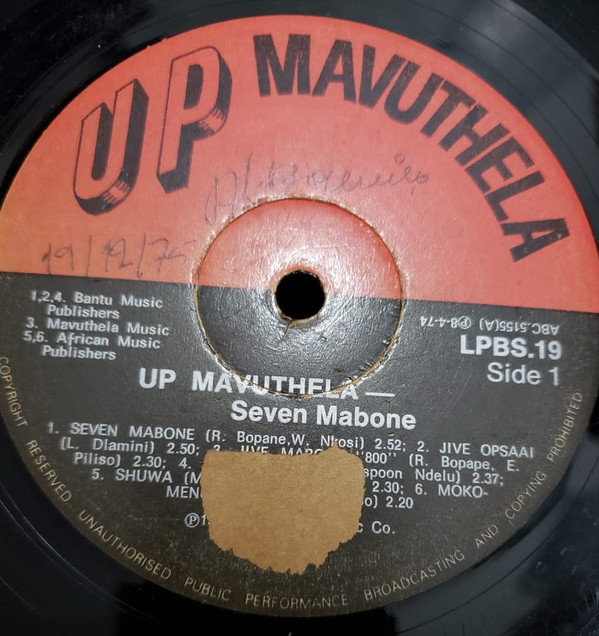 UP MAVUTHELA
19/12/75
1,2,4. Bantu Music
Publishers
3. Mavuthela Music
5,6. African Music
Publishers
ABC.5155(A) Ⓟ8-4-74
LPBS.19
Side 1
UP MAVUTHELA —
Seven Mabone
1. SEVEN MABONE (R. Bopane,W. Nkosi) 2.52; 2. JIVE OPSAAI
(L. Dlamini) 2.50; 3. JIVE "800" (R. Bopape, E.
Piliso) 2.30; 4. Ndelu) 2.37;
5. SHUWA 2.30; 6. MOKO-
2.20
Ⓟ Co.
COPYRIGHT RESERVED UNAUTHORISED PUBLIC PERFORMANCE BROADCASTING AND COPYING PROHIBITED